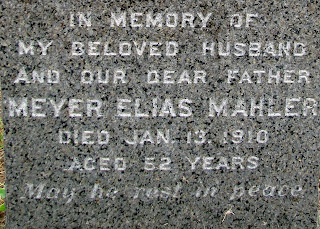 IN MEMORY OF
MY BELOVED HUSBAND
AND OUR DEAR FATHER
MEYER ELIAS MAHLER
DIED JAN. 13, 1910
AGED 52 YEARS
May he rest in peace